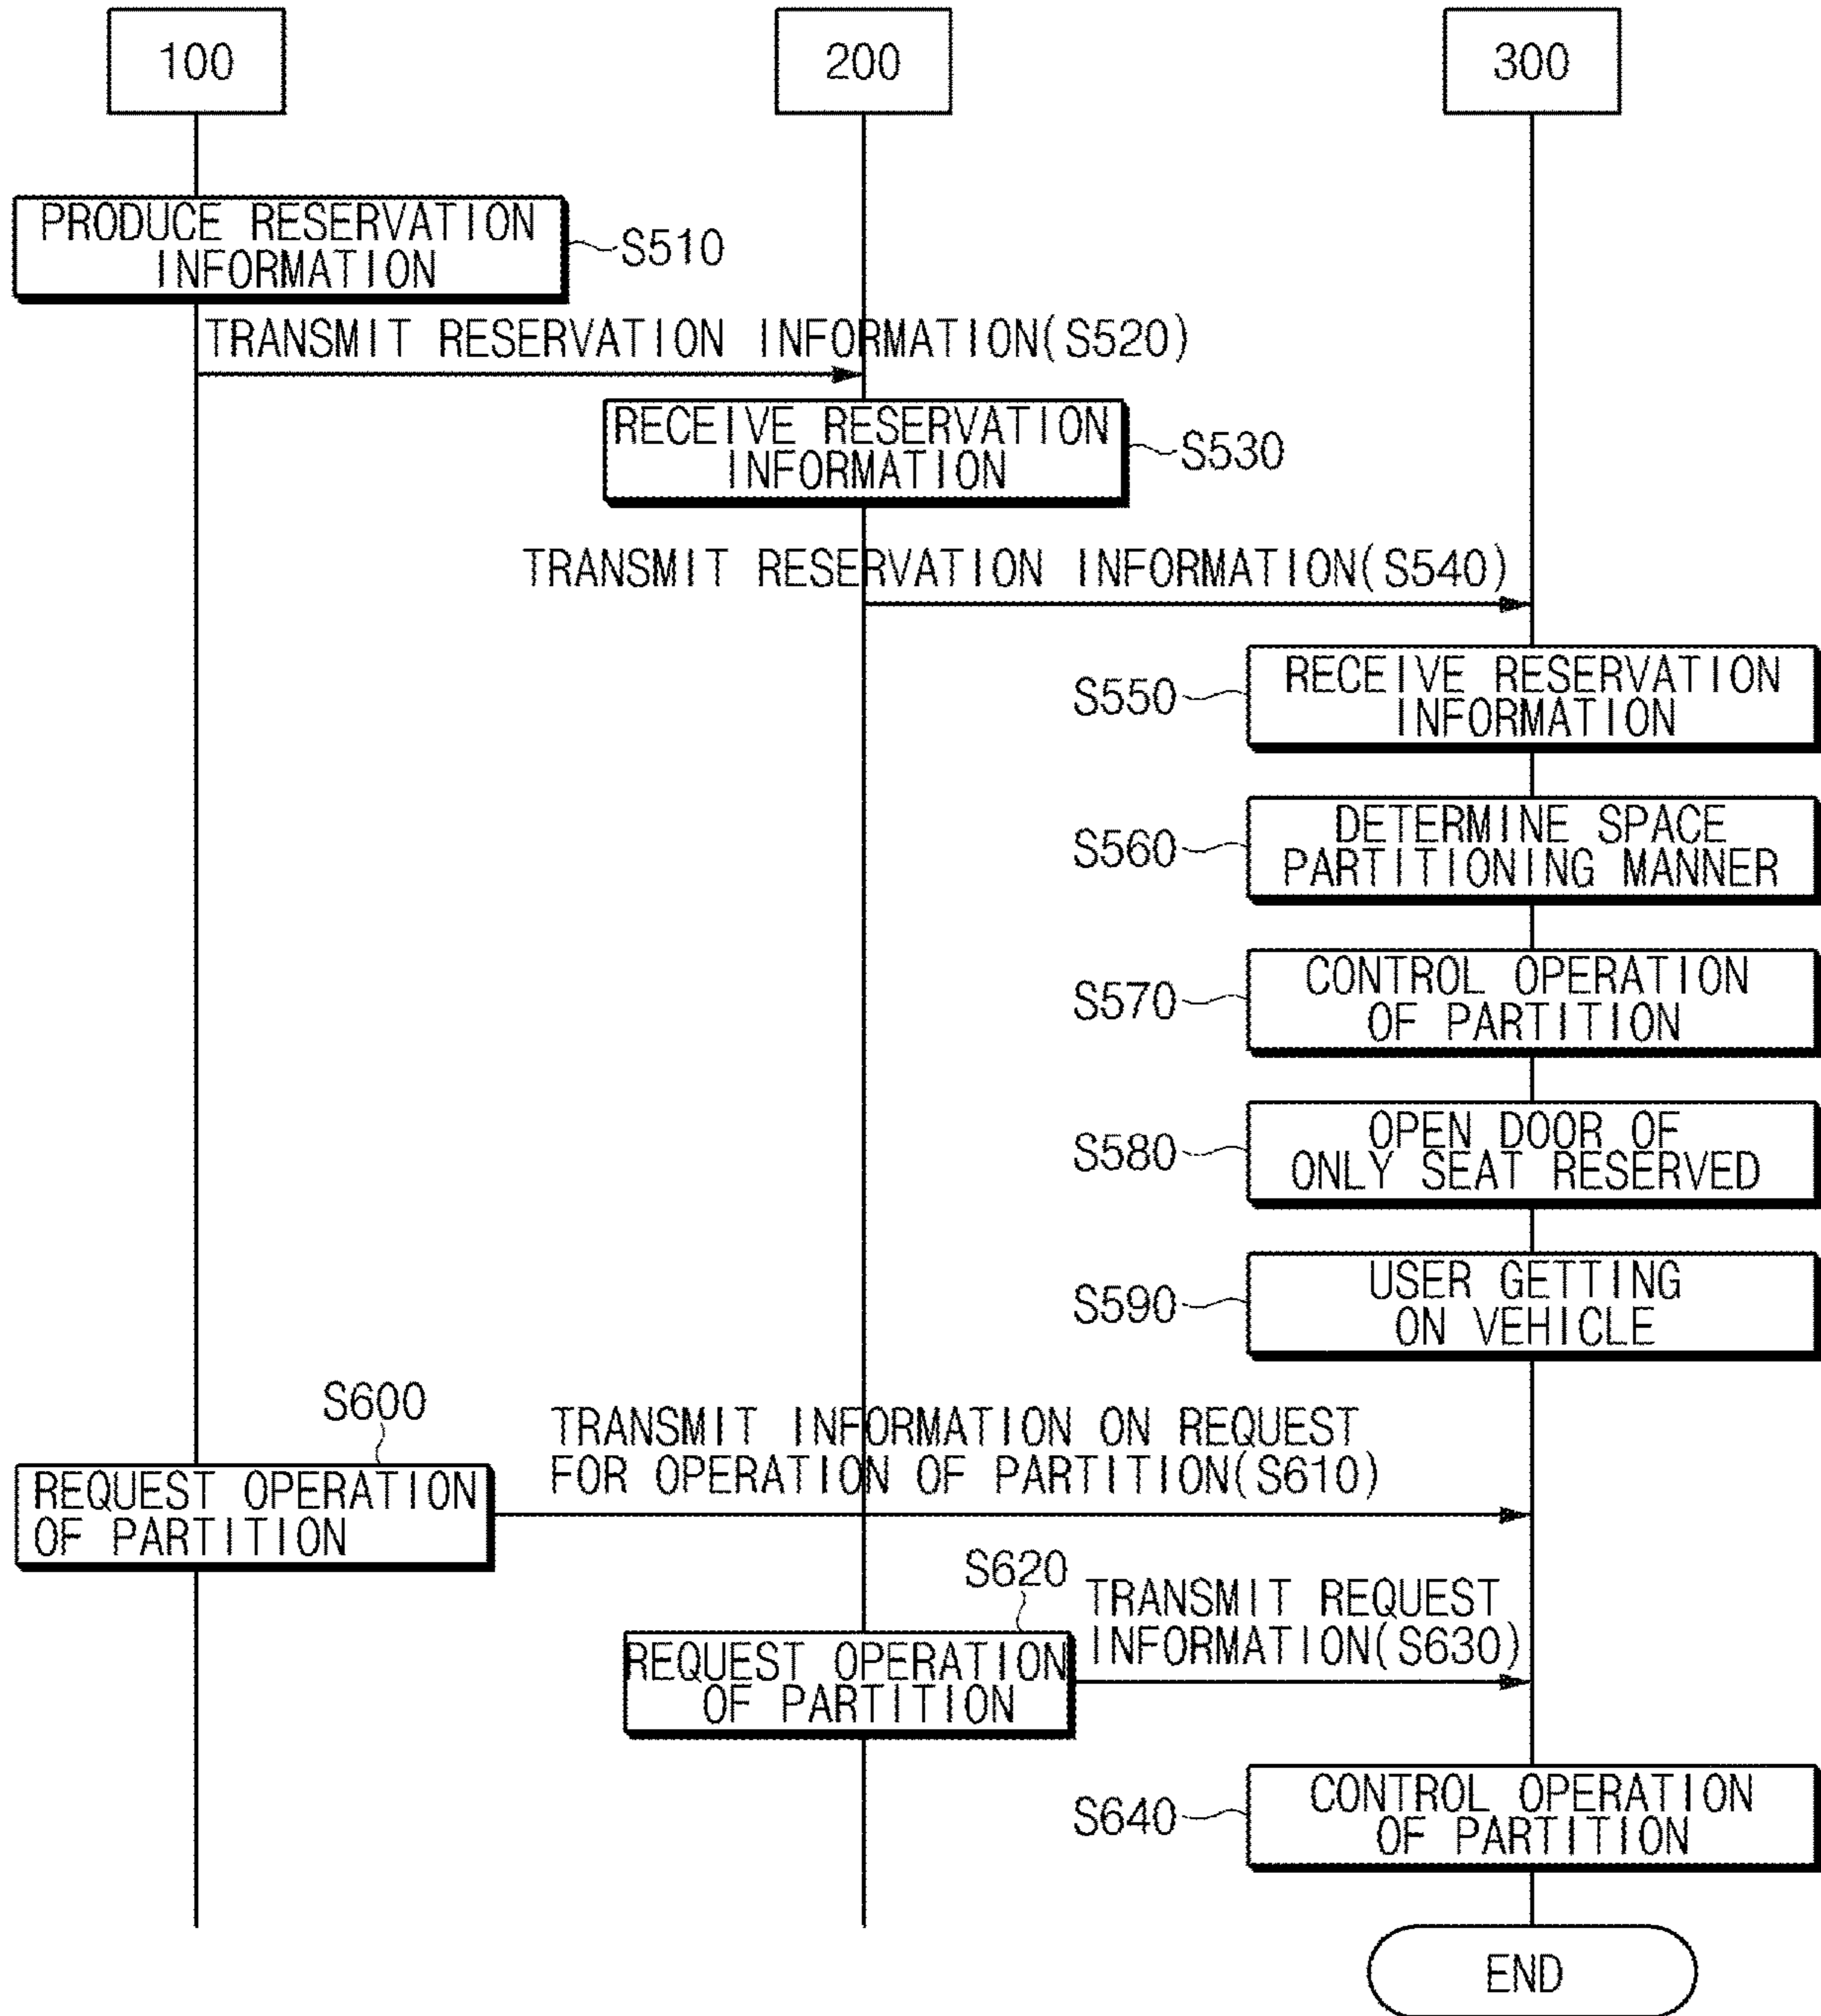 100
200
300
PRODUCE RESERVATION
INFORMATION
S510
TRANSMIT RESERVATION INFORMATION(S520)
RECEIVE RESERVATION
INFORMATION
S530
TRANSMIT RESERVATION INFORMATION(S540)
S550
RECEIVE RESERVATION
INFORMATION
S560
DETERMINE SPACE
PARTITIONING MANNER
S570
CONTROL OPERATION
OF PARTITION
S580
OPEN DOOR OF
ONLY SEAT RESERVED
S590
USER GETTING
ON VEHICLE
S600
REQUEST OPERATION
OF PARTITION
TRANSMIT INFORMATION ON REQUEST
FOR OPERATION OF PARTITION(S610)
S620
REQUEST OPERATION
OF PARTITION
TRANSMIT REQUEST
INFORMATION(S630)
S640
CONTROL OPERATION
OF PARTITION
END